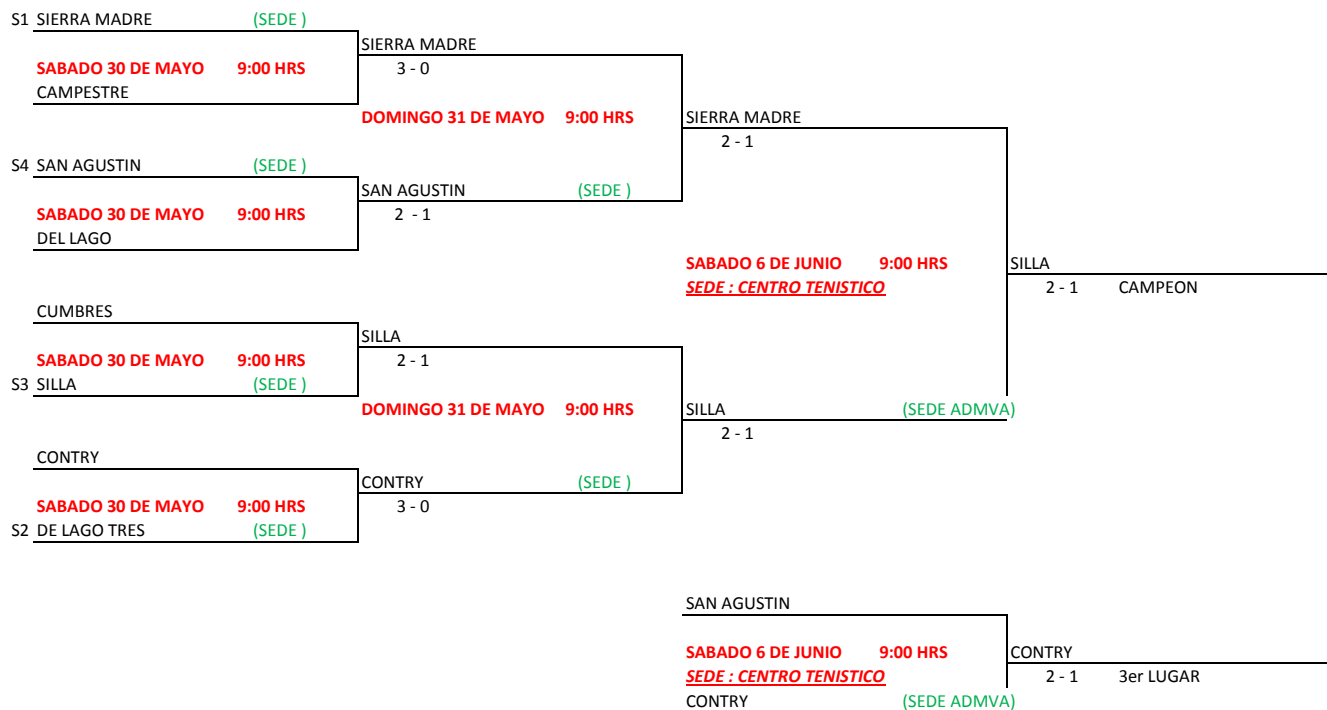 S1 SIERRA MADRE (SEDE )
SIERRA MADRE
SABADO 30 DE MAYO 9:00 HRS 3 - 0
CAMPESTRE
DOMINGO 31 DE MAYO 9:00 HRS SIERRA MADRE
2 - 1
S4 SAN AGUSTIN (SEDE )
SAN AGUSTIN (SEDE )
SABADO 30 DE MAYO 9:00 HRS 2 - 1
DEL LAGO
SABADO 6 DE JUNIO 9:00 HRS SILLA
SEDE : CENTRO TENISTICO 2 - 1 CAMPEON
CUMBRES
SILLA
SABADO 30 DE MAYO 9:00 HRS 2 - 1
S3 SILLA (SEDE )
DOMINGO 31 DE MAYO 9:00 HRS SILLA (SEDE ADMVA)
2 - 1
CONTRY
CONTRY (SEDE )
SABADO 30 DE MAYO 9:00 HRS 3 - 0
S2 DE LAGO TRES (SEDE )
SAN AGUSTIN
SABADO 6 DE JUNIO 9:00 HRS CONTRY
SEDE : CENTRO TENISTICO 2 - 1 3er LUGAR
CONTRY (SEDE ADMVA)